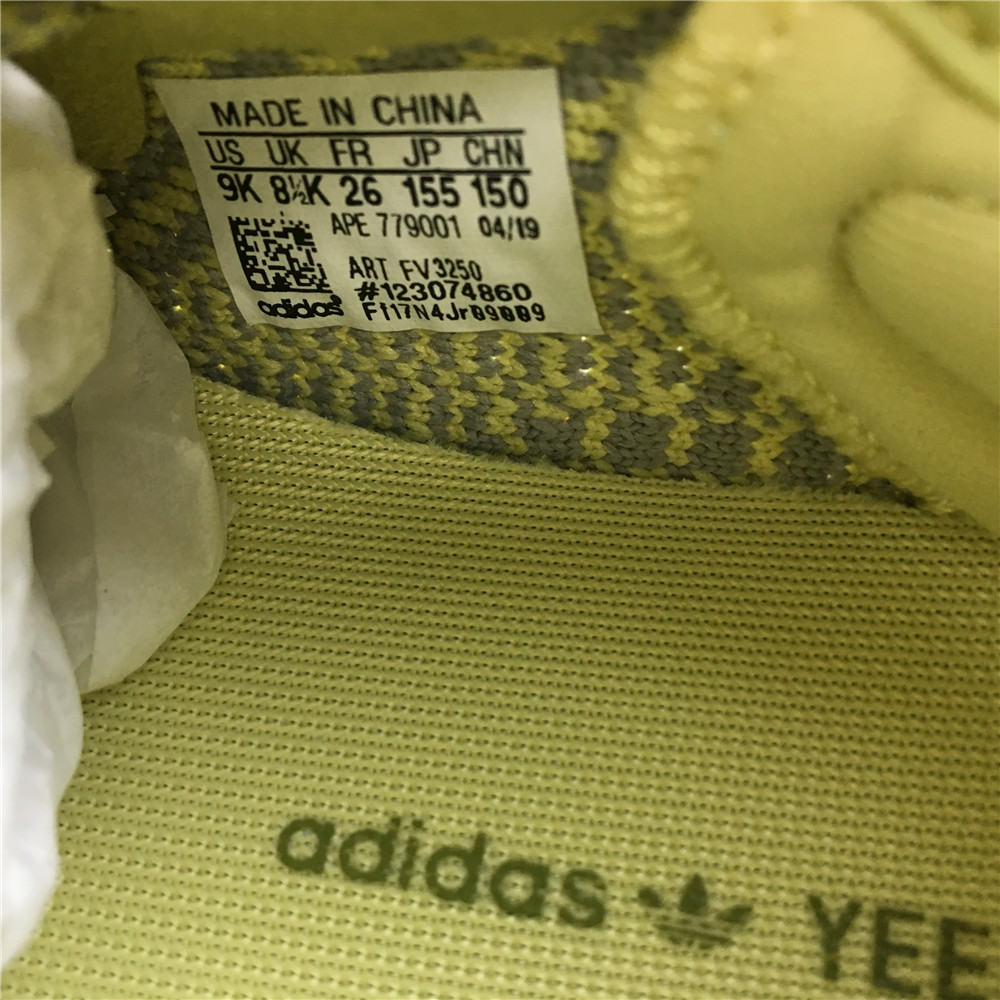 MADE IN CHINA
US UK FR JP CHN
9K 8½K 26 155 150
APE 779001 04/19
ART FV3250
#123074860
adidas
adidas YEE